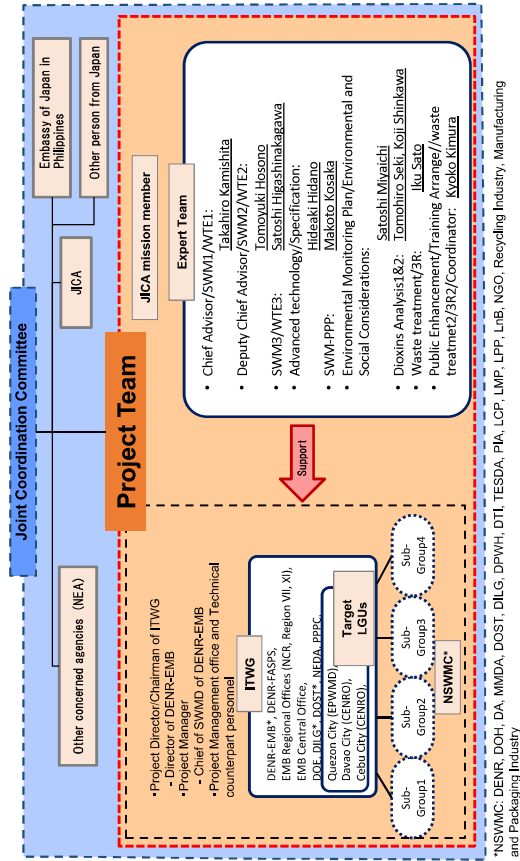 Joint Coordination Committee
Other concerned agencies (NEA)
JICA
Embassy of Japan in
Philippines
Other person from Japan
Project Team
•Project Director/Chairman of ITWG
- Director of DENR-EMB
•Project Manager
- Chief of SWMD of DENR-EMB
•Project Management office and Technical
counterpart personnel
ITWG
DENR-EMB*, DENR-FASPS,
EMB Regional Offices (NCR, Region VII, XI),
EMB Central Office,
DOE, DILG*, DOST*, NEDA, PPPC,
Quezon City (EPWMD),
Davao City (CENRO),
Cebu City (CENRO),
Target
LGUs
Sub-
Group1
Sub-
Group2
Sub-
Group3
Sub-
Group4
NSWMC*
Support
JICA mission member
Expert Team
• Chief Advisor/SWM1/WTE1:
Takahiro Kamishita
• Deputy Chief Advisor/SWM2/WTE2:
Tomoyuki Hosono
• SWM3/WTE3: Satoshi Higashinakagawa
• Advanced technology/Specification:
Hideaki Hidano
• SWM-PPP: Makoto Kosaka
• Environmental Monitoring Plan/Environmental and
Social Considerations:
Satoshi Miyaichi
• Dioxins Analysis1&2: Tomohiro Seki, Koji Shinkawa
• Waste treatment/3R: Iku Sato
• Public Enhancement/Training Arrange//waste
treatmet2/3R2/Coordinator: Kyoko Kimura
*NSWMC: DENR, DOH, DA, MMDA, DOST, DILG, DPWH, DTI, TESDA, PIA, LCP, LMP, LPP, LnB, NGO, Recycling Industry, Manufacturing
and Packaging Industry